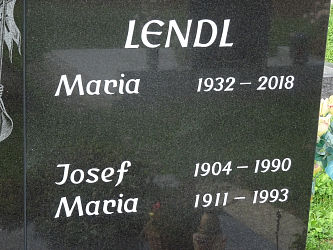 LENDL
Maria 1932 – 2018
Josef 1904 – 1990
Maria 1911 – 1993